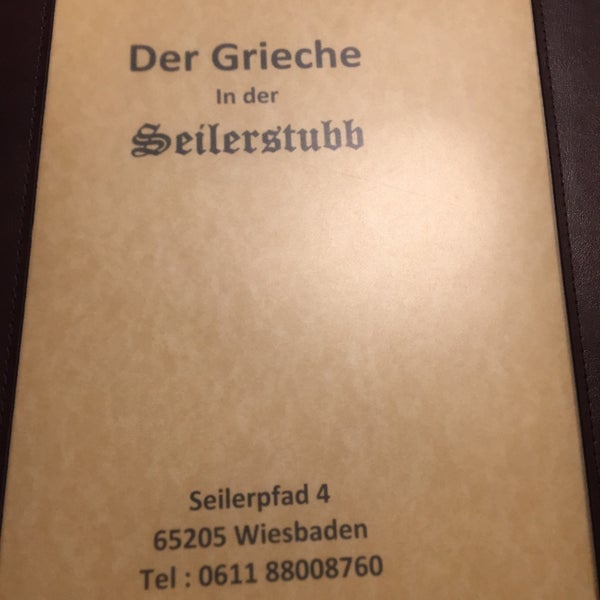 Der Grieche
In der
Seilerstubb
Seilerpfad 4
65205 Wiesbaden
Tel : 0611 88008760